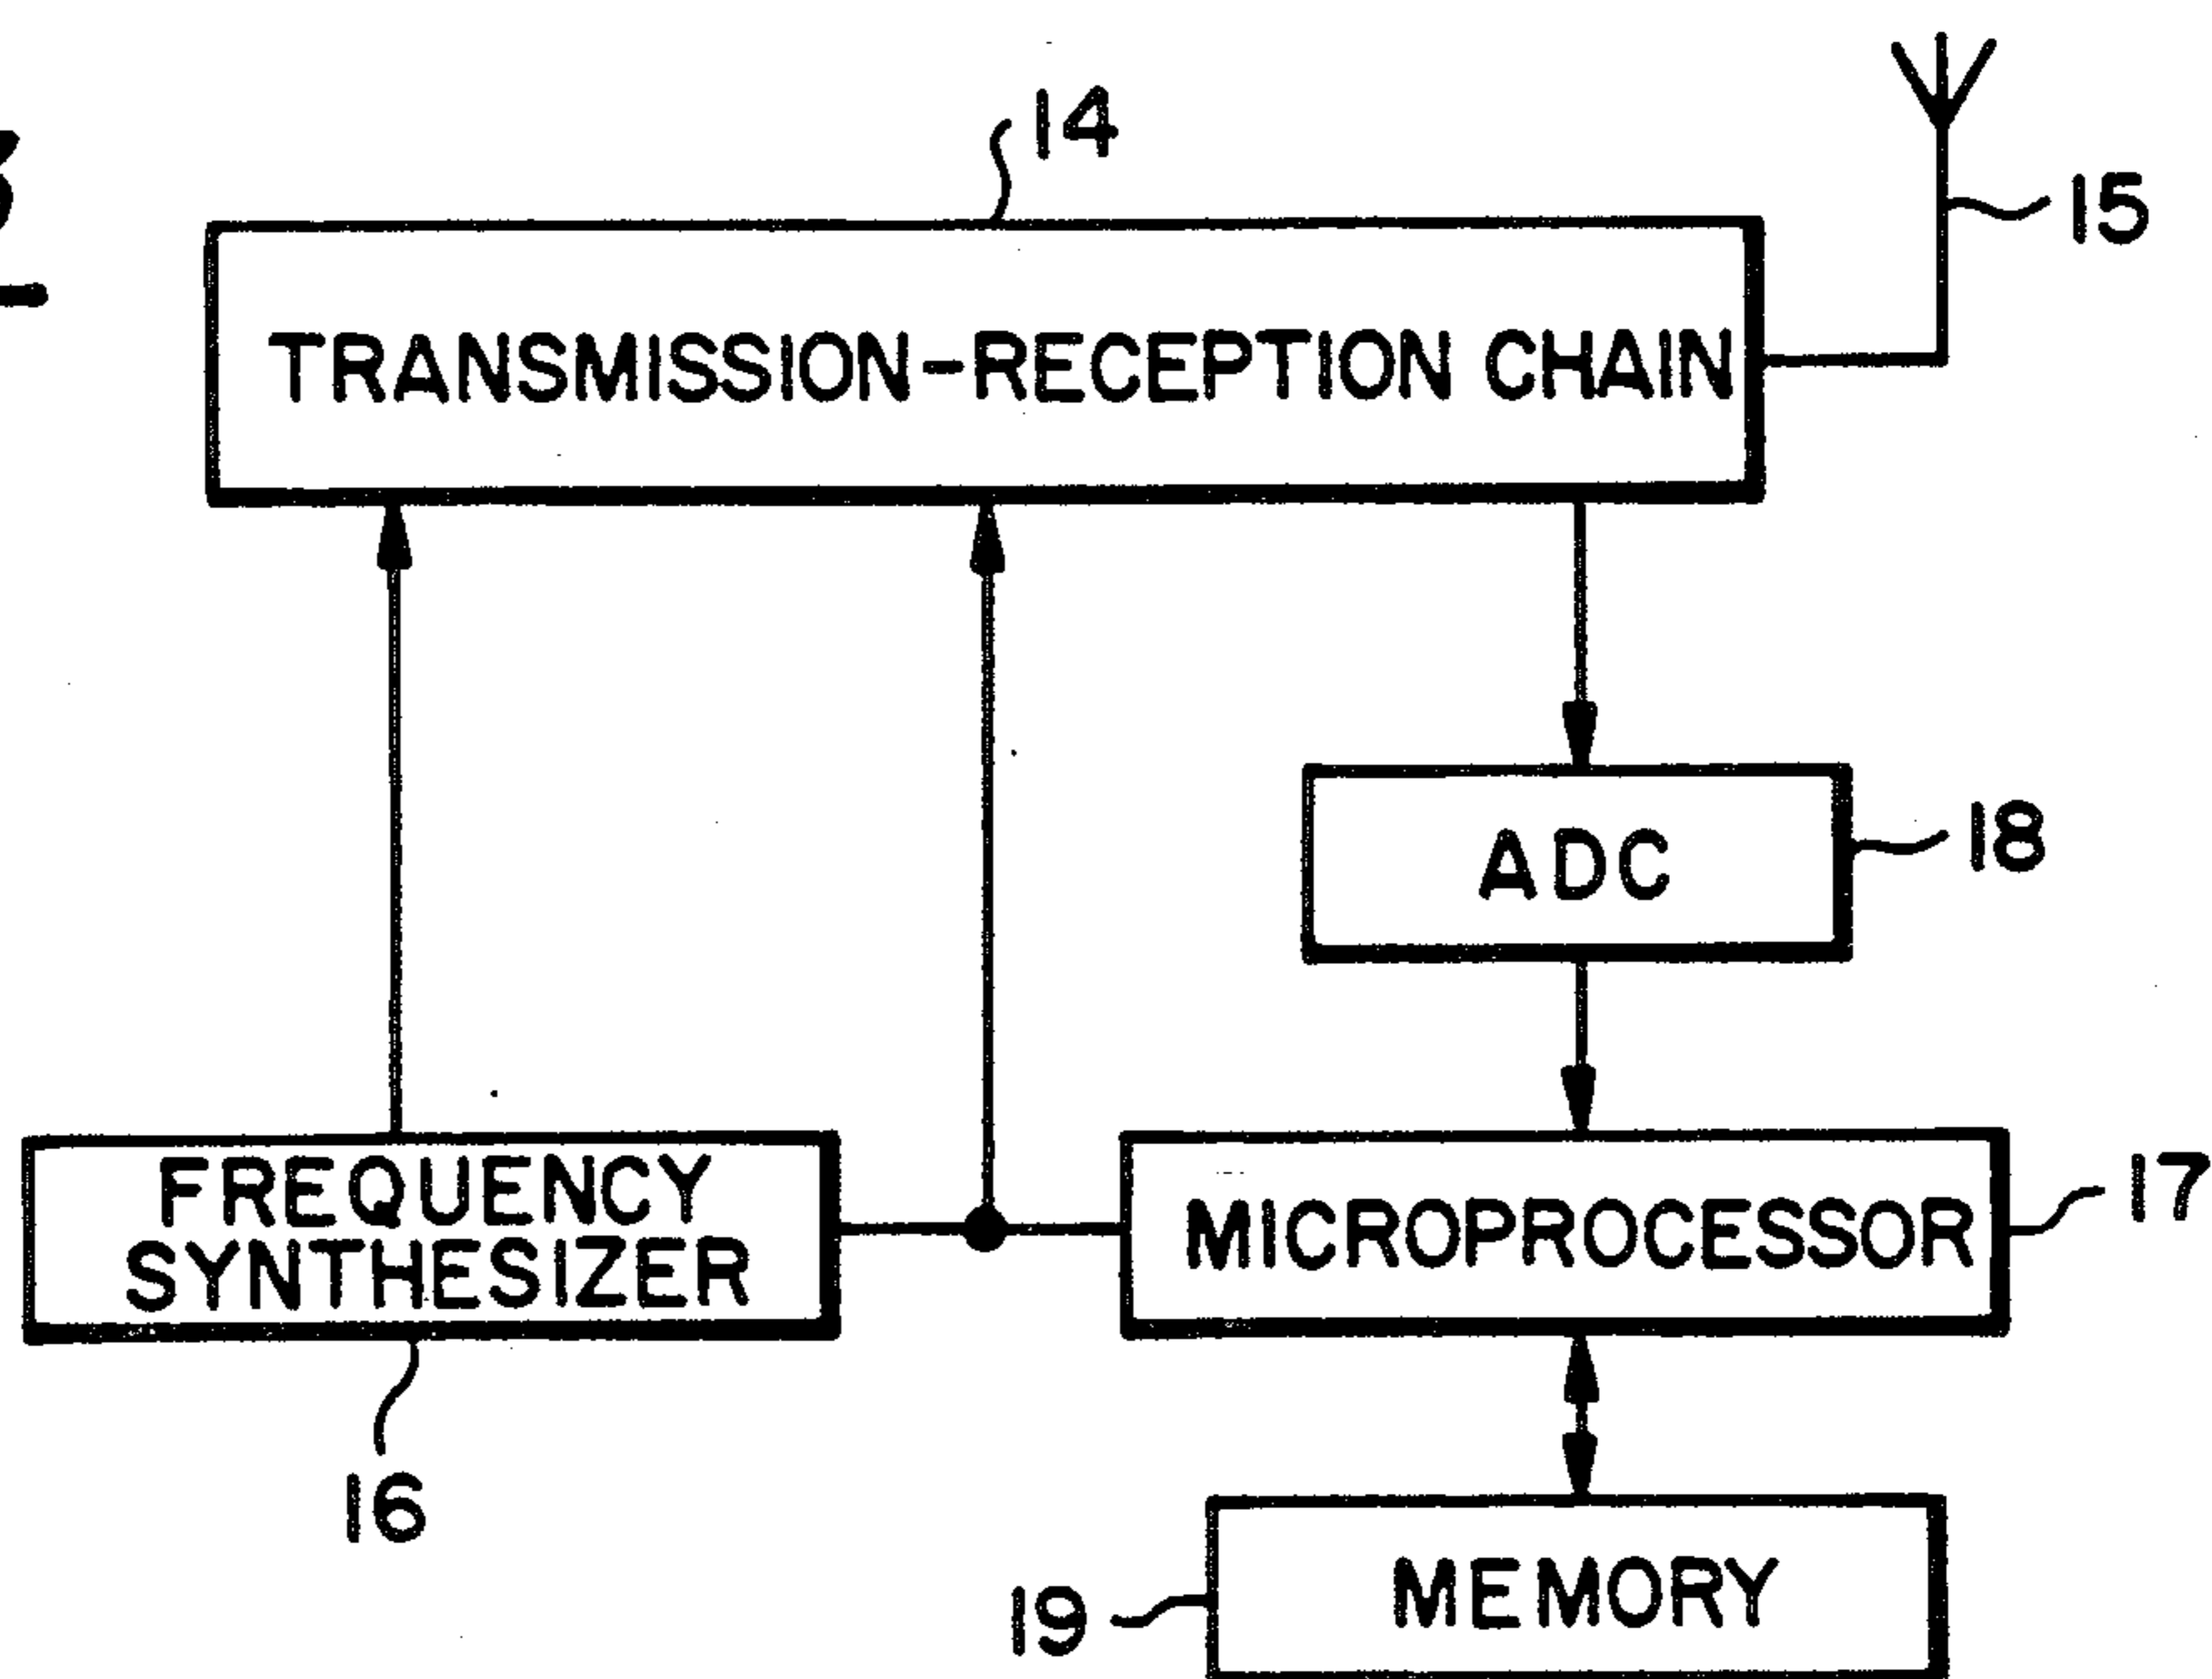 14
15
TRANSMISSION-RECEPTION CHAIN
ADC
18
FREQUENCY
SYNTHESIZER
MICROPROCESSOR
17
16
MEMORY
19